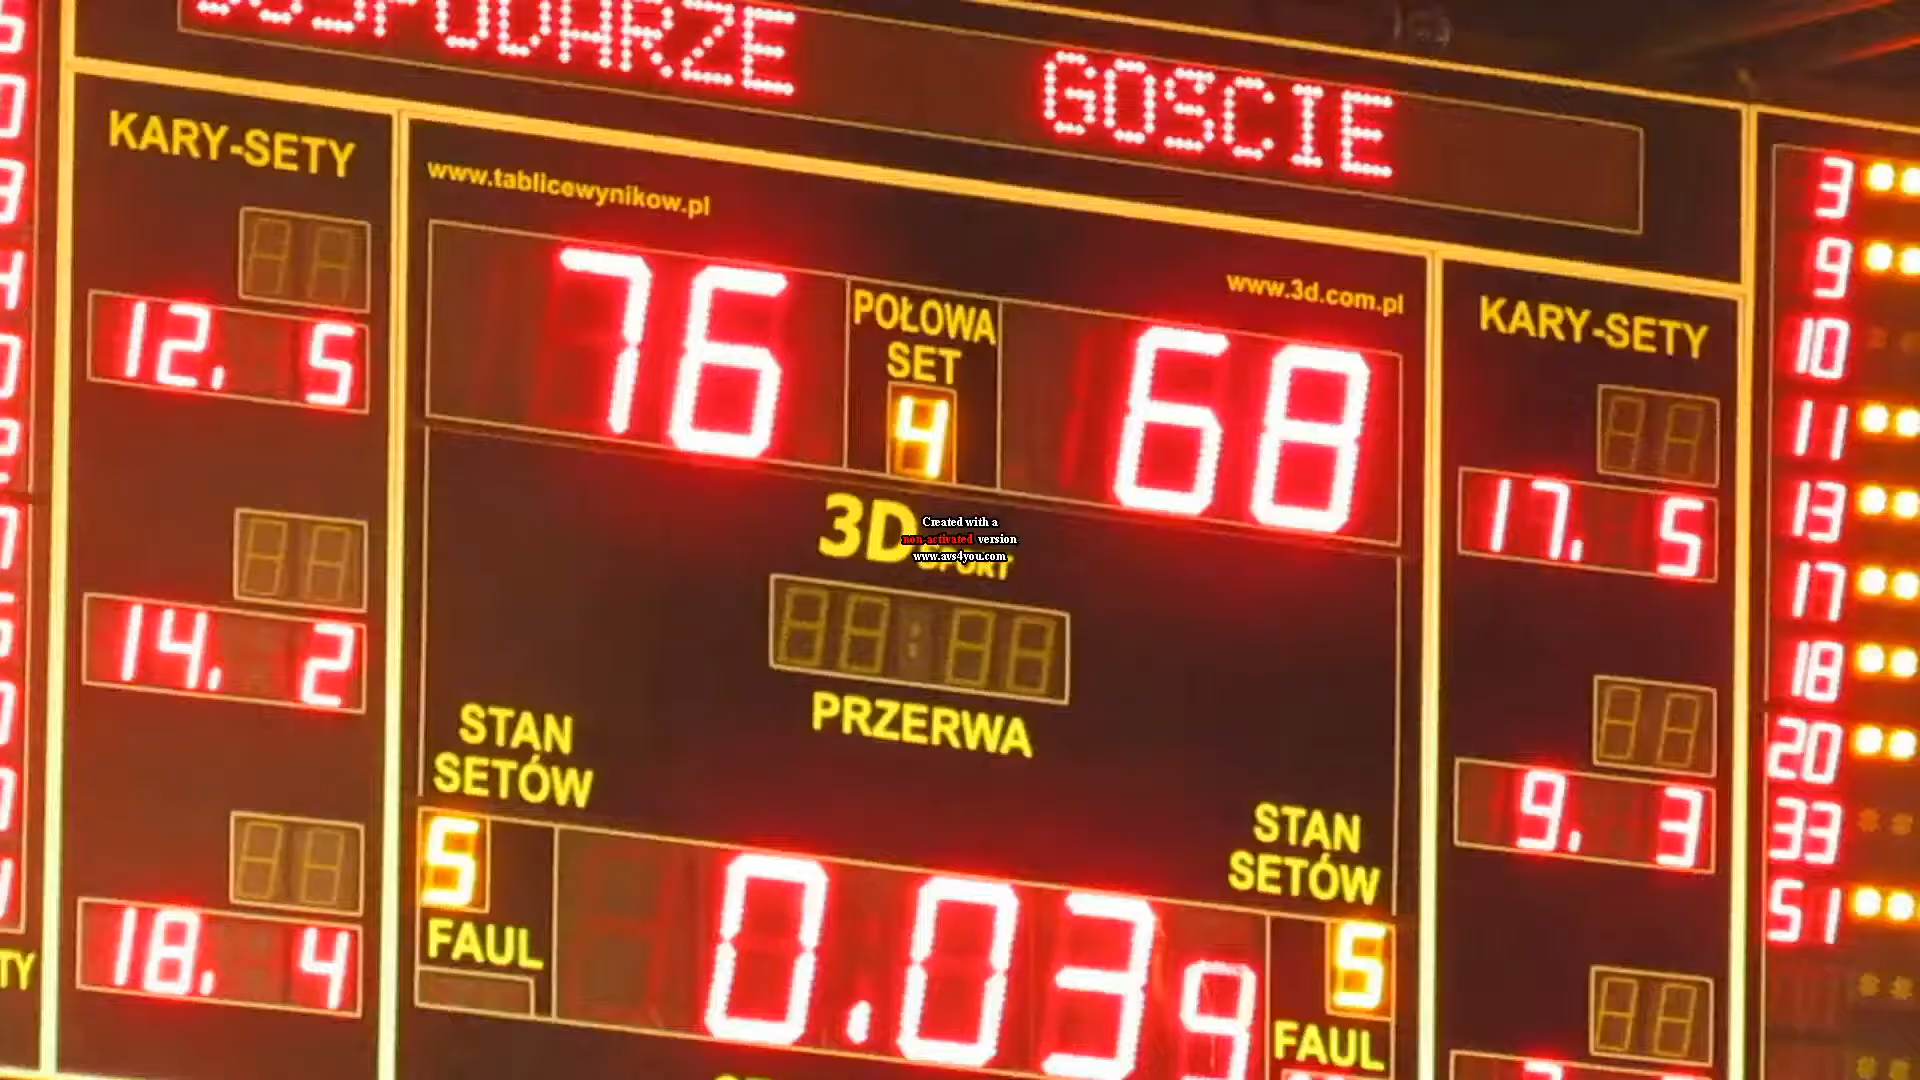 GOSCIE
KARY-SETY
www.tablicewynikow.pl
www.3d.com.pl
KARY-SETY
76
POŁOWA
SET
4
68
12. 5
17. 5
3D SPORT
Created with a
non-activated version
www.avs4you.com
14. 2
PRZERWA
STAN
SETÓW
9. 3
STAN
SETÓW
5
FAUL
0.039
5
FAUL
18. 4
3
9
10
11
13
17
18
20
33
51